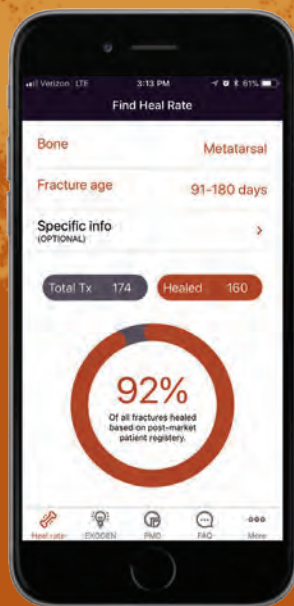 Verizon LTE 3:13 PM 61%
Find Heal Rate
Bone Metatarsal
Fracture age 91-180 days
Specific info
(OPTIONAL)
Total Tx 174 Healed 160
92%
Of all fractures healed
based on post-market
patient registery.
Heal rate EXOGEN PMD FAQ More